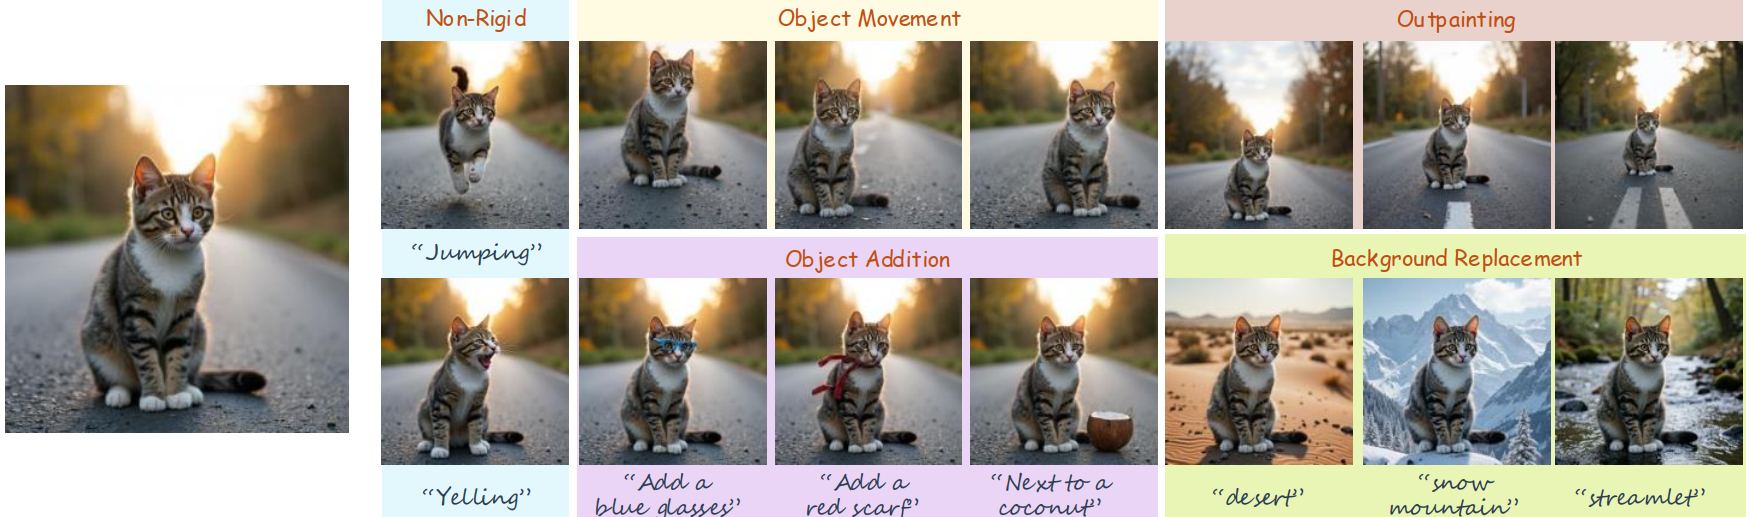 Non-Rigid
Object Movement
Outpainting
“Jumping”
Object Addition
Background Replacement
“Yelling”
“Add a
blue glasses”
“Add a
red scarf”
“Next to a
coconut”
“desert”
“snow
mountain”
“streamlet”